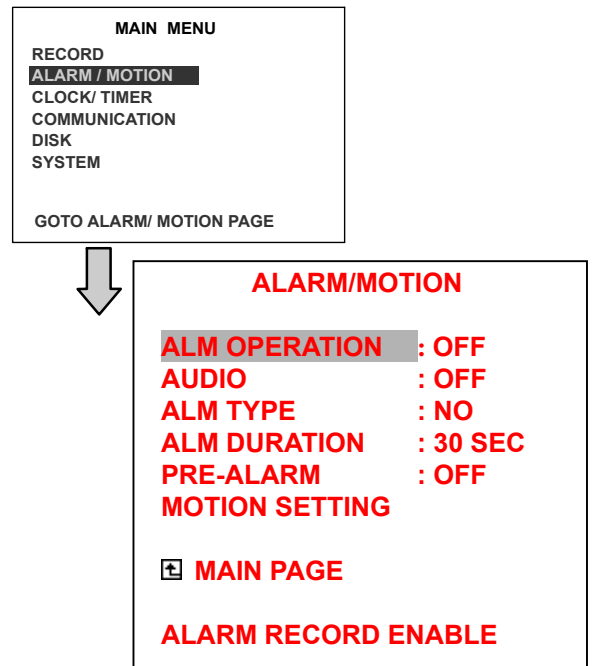 MAIN MENU
RECORD
ALARM / MOTION
CLOCK/ TIMER
COMMUNICATION
DISK
SYSTEM
GOTO ALARM/ MOTION PAGE
ALARM/MOTION
ALM OPERATION : OFF
AUDIO : OFF
ALM TYPE : NO
ALM DURATION : 30 SEC
PRE-ALARM : OFF
MOTION SETTING
MAIN PAGE
ALARM RECORD ENABLE